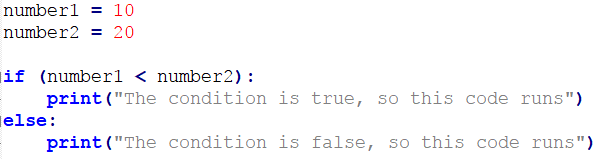 number1 = 10
number2 = 20

if (number1 < number2):
    print("The condition is true, so this code runs")
else:
    print("The condition is false, so this code runs")